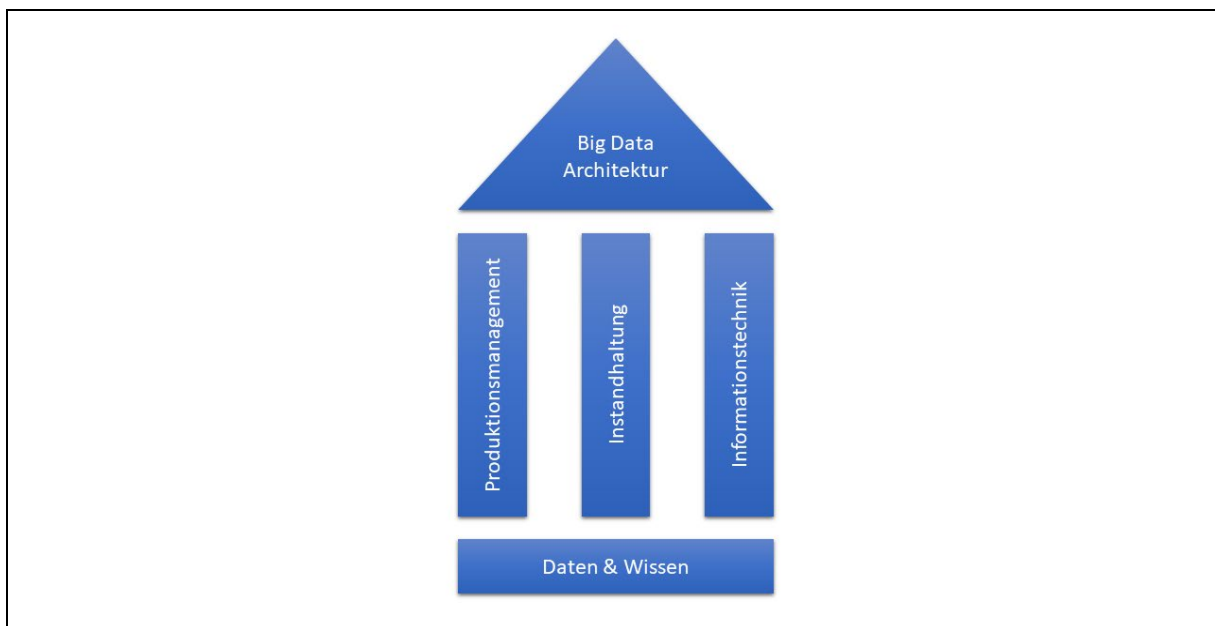 Big Data
Architektur
Produktionsmanagement
Instandhaltung
Informationstechnik
Daten & Wissen